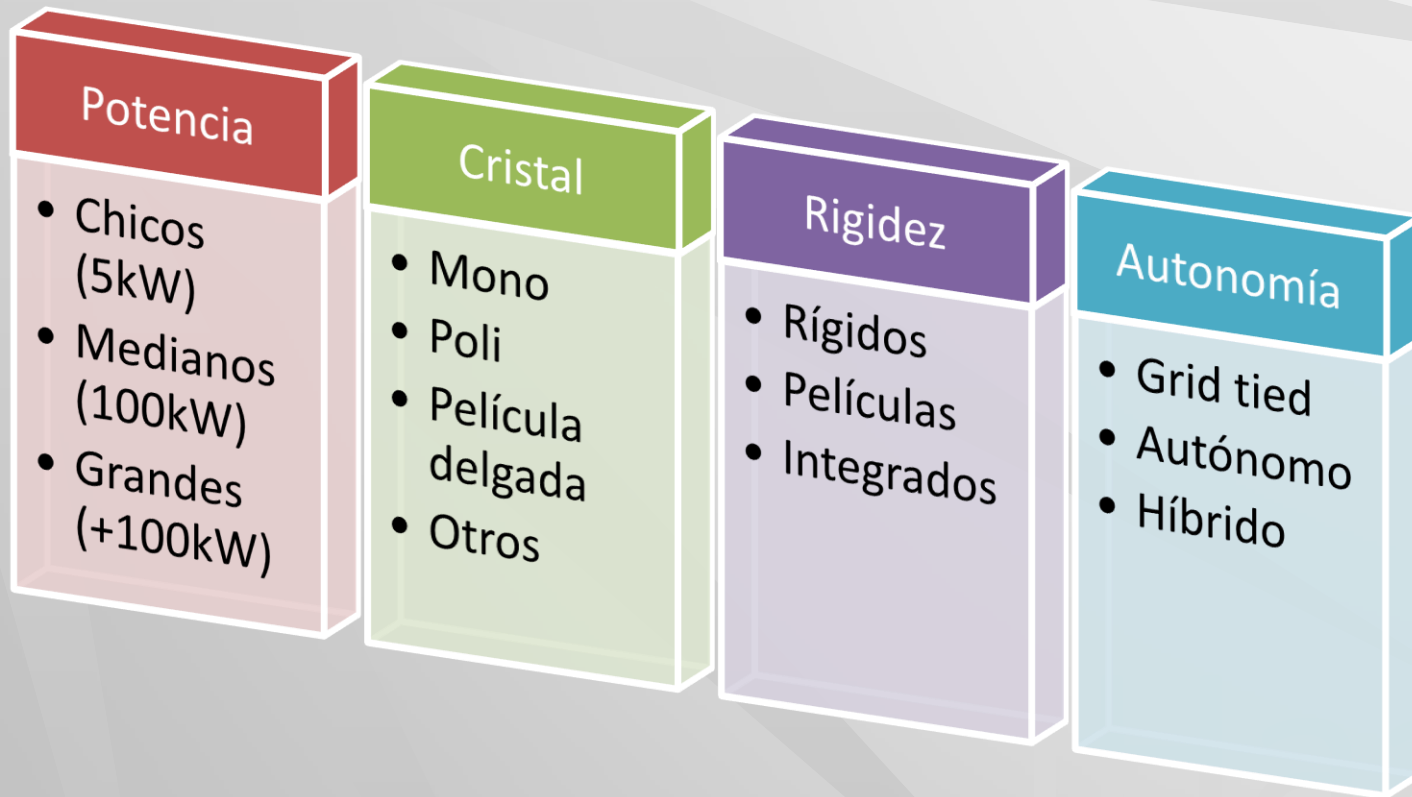 Potencia
• Chicos
(5kW)
• Medianos
(100kW)
• Grandes
(+100kW)
Cristal
• Mono
• Poli
• Película
delgada
• Otros
Rigidez
• Rígidos
• Películas
• Integrados
Autonomía
• Grid tied
• Autónomo
• Híbrido